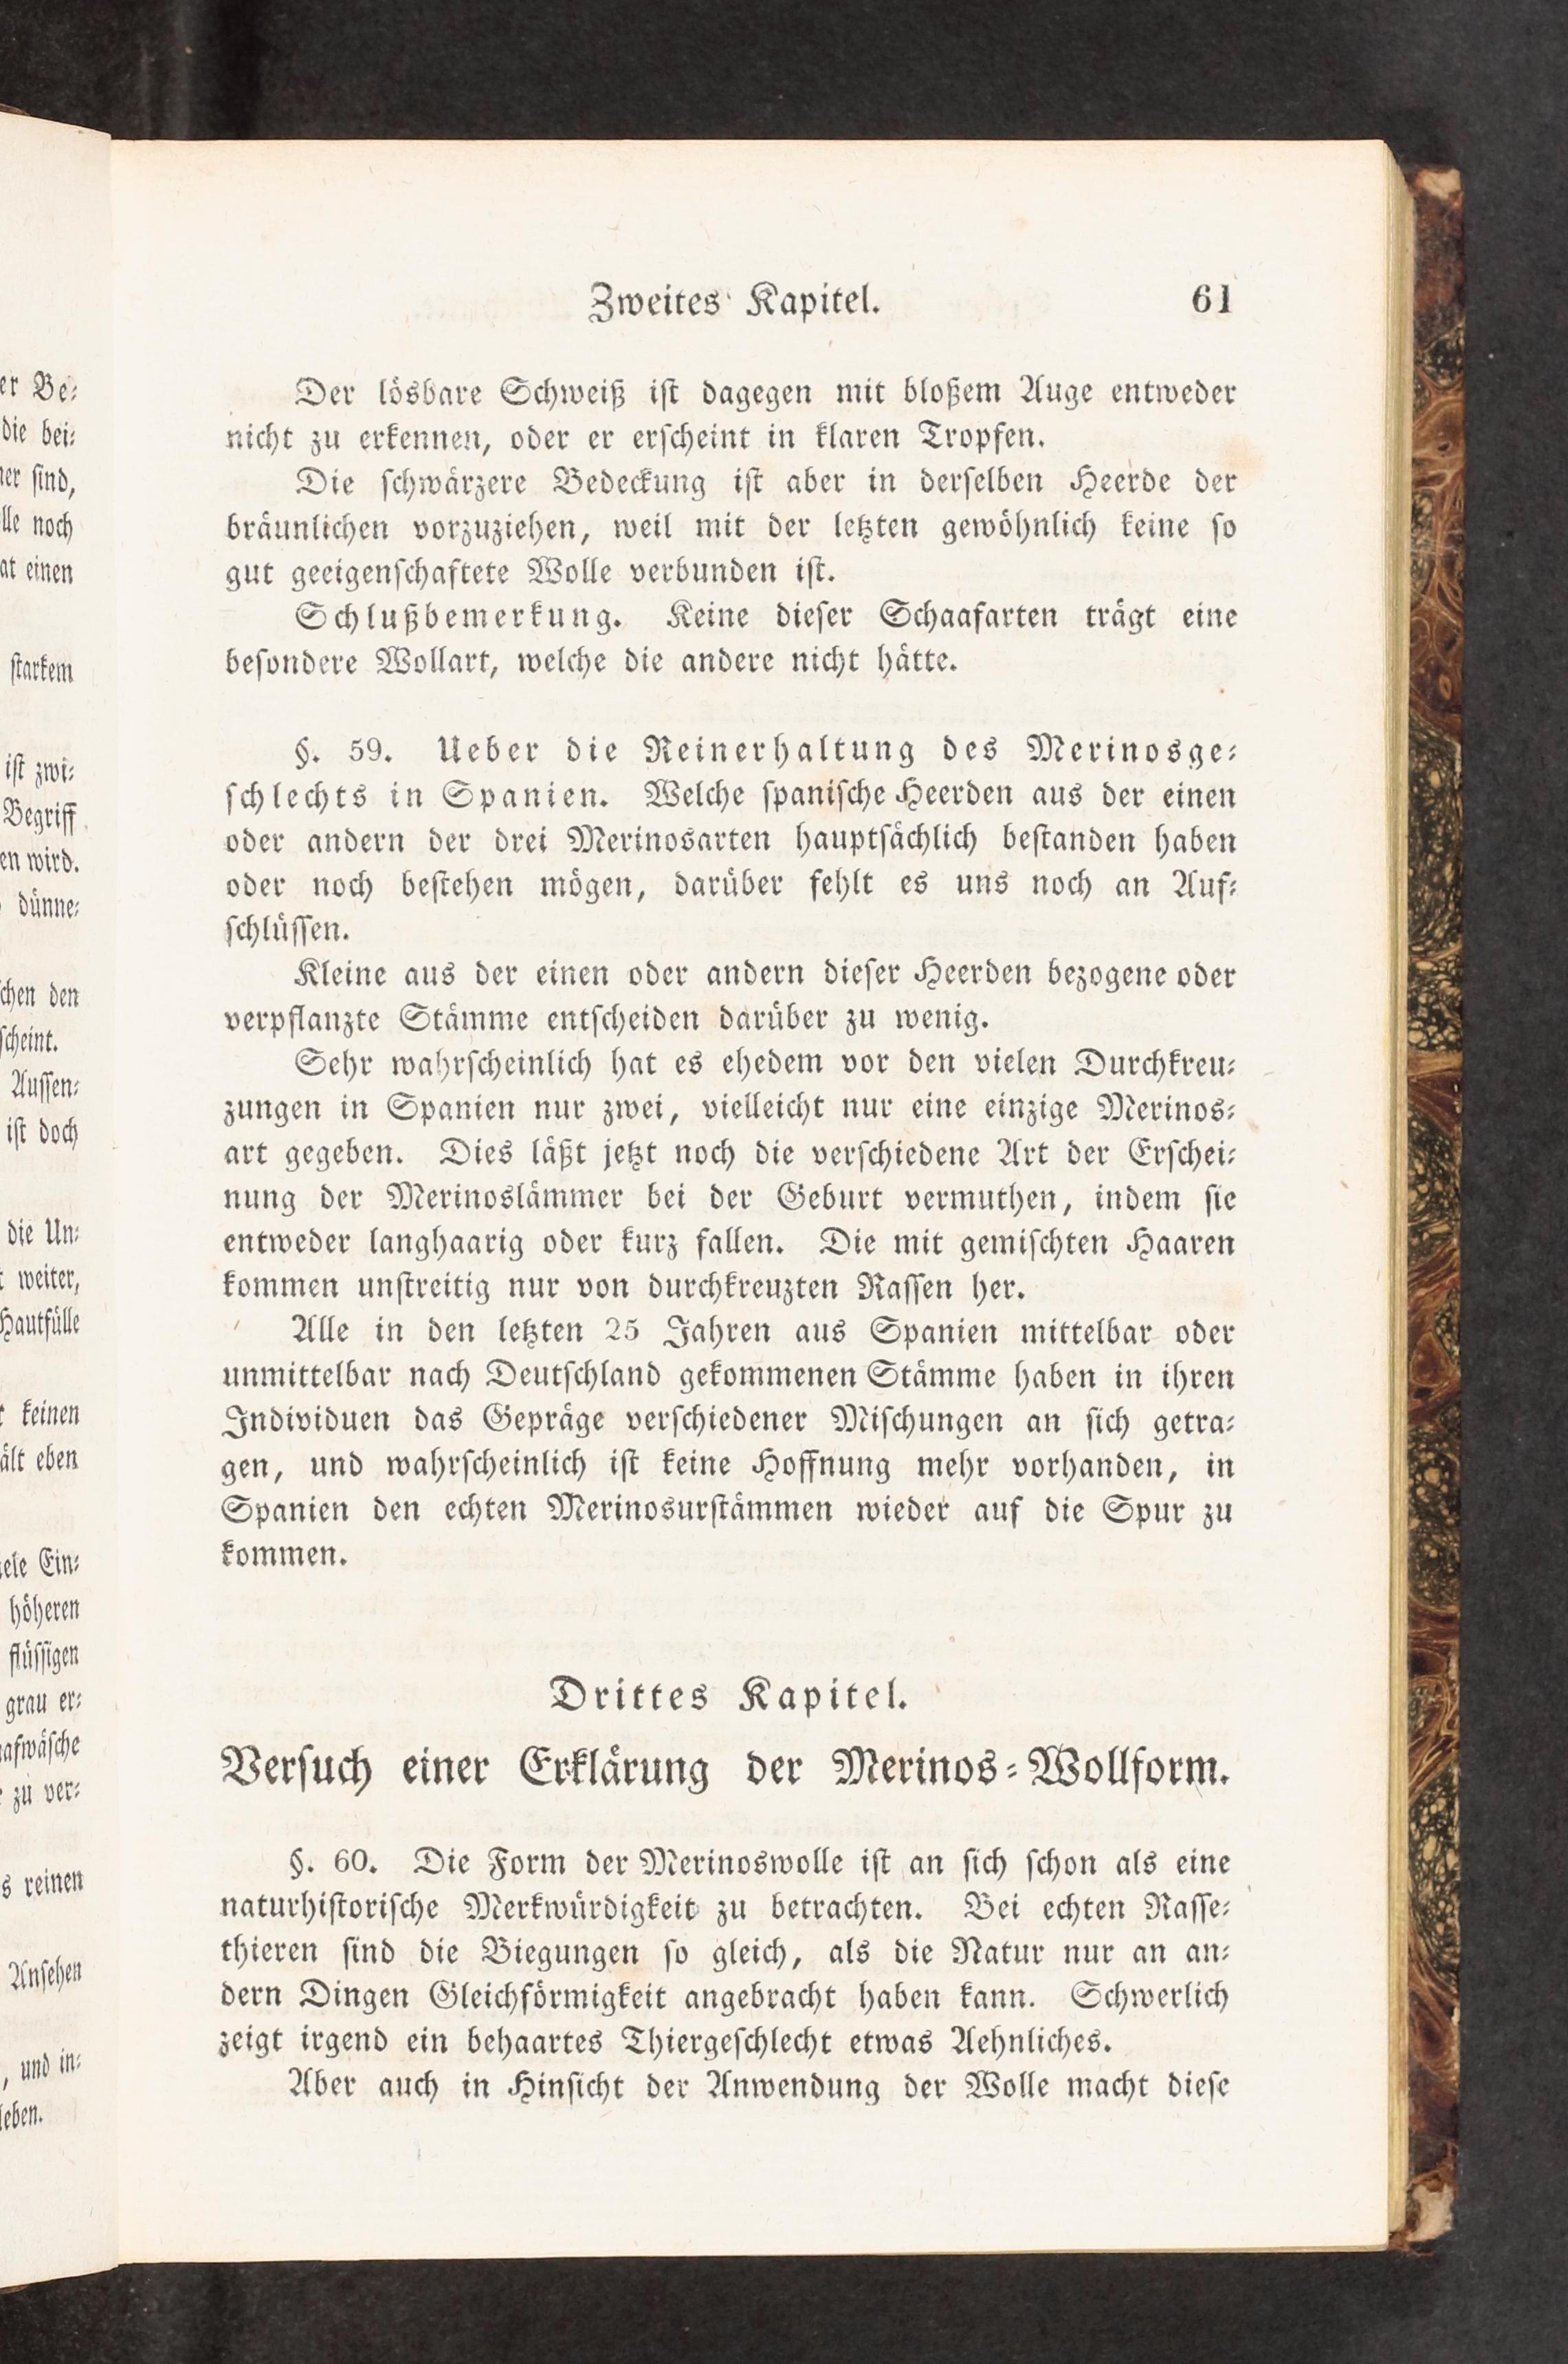 Zweites Kapitel. 61
Der lösbare Schweiß ist dagegen mit bloßem Auge entweder
nicht zu erkennen, oder er erscheint in klaren Tropfen.
Die schwärzere Bedeckung ist aber in derselben Heerde der
bräunlichen vorzuziehen, weil mit der letzten gewöhnlich keine so
gut geeigenschaftete Wolle verbunden ist.
Schlußbemerkung. Keine dieser Schaafarten trägt eine
besondere Wollart, welche die andere nicht hätte.
§. 59. Ueber die Reinerhaltung des Merinosge⸗
schlechts in Spanien. Welche spanische Heerden aus der einen
oder andern der drei Merinosarten hauptsächlich bestanden haben
oder noch bestehen mögen, darüber fehlt es uns noch an Auf⸗
schlüssen.
Kleine aus der einen oder andern dieser Heerden bezogene oder
verpflanzte Stämme entscheiden darüber zu wenig.
Sehr wahrscheinlich hat es ehedem vor den vielen Durchkreu⸗
zungen in Spanien nur zwei, vielleicht nur eine einzige Merinos⸗
art gegeben. Dies läßt jetzt noch die verschiedene Art der Erschei⸗
nung der Merinoslämmer bei der Geburt vermuthen, indem sie
entweder langhaarig oder kurz fallen. Die mit gemischten Haaren
kommen unstreitig nur von durchkreuzten Rassen her.
Alle in den letzten 25 Jahren aus Spanien mittelbar oder
unmittelbar nach Deutschland gekommenen Stämme haben in ihren
Individuen das Gepräge verschiedener Mischungen an sich getra⸗
gen, und wahrscheinlich ist keine Hoffnung mehr vorhanden, in
Spanien den echten Merinosurstämmen wieder auf die Spur zu
kommen.
Drittes Kapitel.
Versuch einer Erklärung der Merinos⸗Wollform.
§. 60. Die Form der Merinoswolle ist an sich schon als eine
naturhistorische Merkwürdigkeit zu betrachten. Bei echten Rasse⸗
thieren sind die Biegungen so gleich, als die Natur nur an an⸗
dern Dingen Gleichförmigkeit angebracht haben kann. Schwerlich
zeigt irgend ein behaartes Thiergeschlecht etwas Aehnliches.
Aber auch in Hinsicht der Anwendung der Wolle macht diese